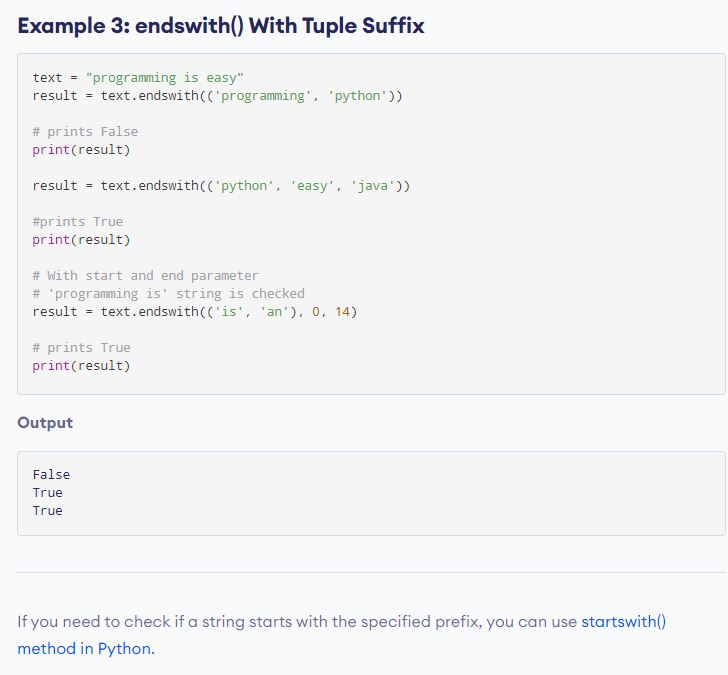 Example 3: endswith() With Tuple Suffix
text = "programming is easy"
result = text.endswith(('programming', 'python'))
# prints False
print(result)
result = text.endswith(('python', 'easy', 'java'))
#prints True
print(result)
# With start and end parameter
# 'programming is' string is checked
result = text.endswith(('is', 'an'), 0, 14)
# prints True
print(result)
Output
False
True
True
If you need to check if a string starts with the specified prefix, you can use startswith()
method in Python.